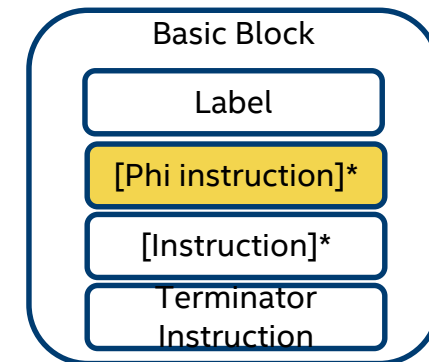 Basic Block
Label
[Phi instruction]*
[Instruction]*
Terminator
Instruction